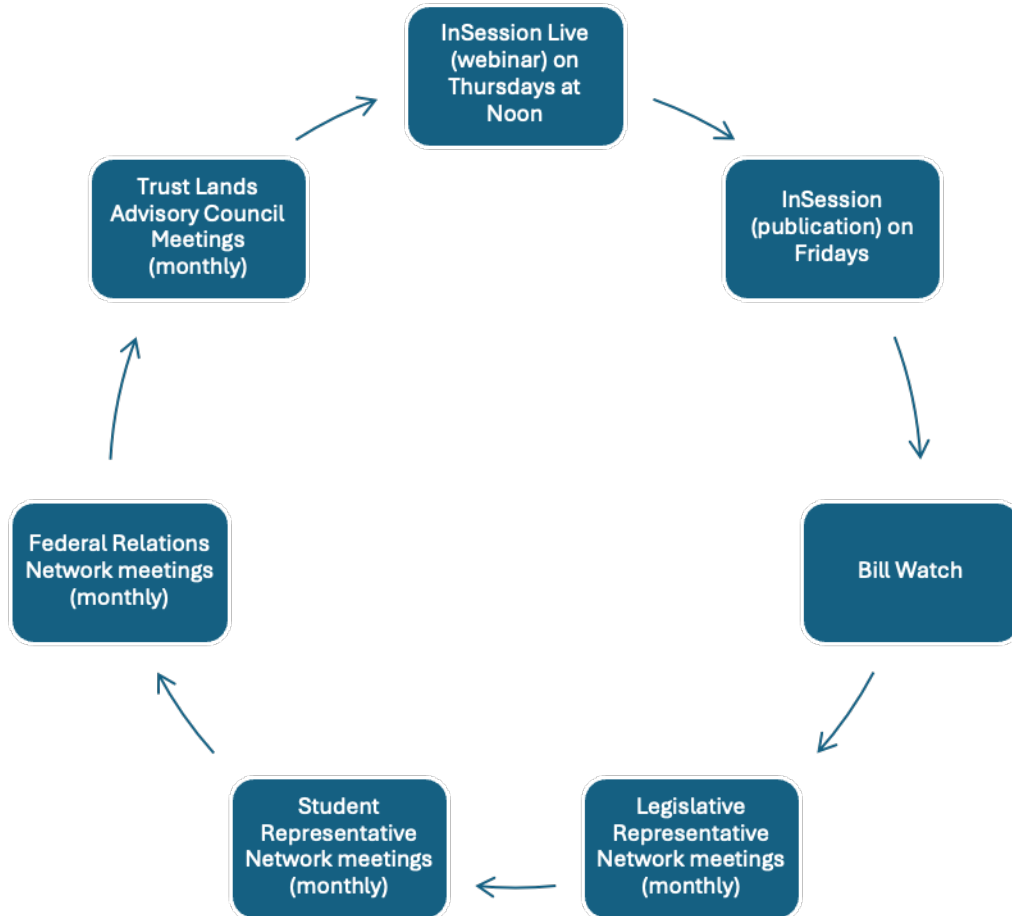 InSession Live
(webinar) on
Thursdays at
Noon
InSession
(publication) on
Fridays
Bill Watch
Legislative
Representative
Network meetings
(monthly)
Student
Representative
Network meetings
(monthly)
Federal Relations
Network meetings
(monthly)
Trust Lands
Advisory Council
Meetings
(monthly)